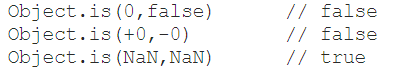 Object.is(0,false)      // false
Object.is(+0,-0)        // false
Object.is(NaN,NaN)      // true